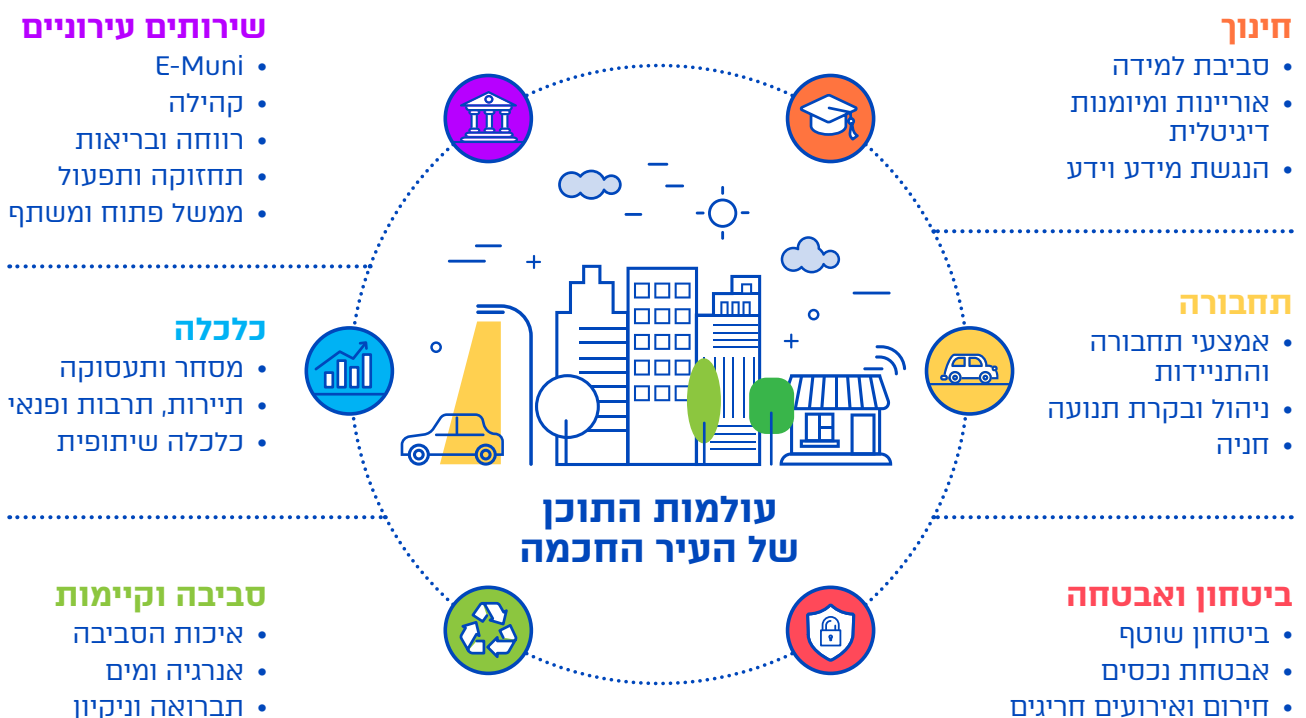 חינוך
• סביבת למידה
• אוריינות ומיומנות
דיגיטלית
• הנגשת מידע וידע
תחבורה
• אמצעי תחבורה
והתניידות
• ניהול ובקרת תנועה
• חניה
ביטחון ואבטחה
• ביטחון שוטף
• אבטחת נכסים
• חירום ואירועים חריגים
עולמות התוכן
של העיר החכמה
שירותים עירוניים
• E-Muni
• קהילה
• רווחה ובריאות
• תחזוקה ותפעול
• ממשל פתוח ומשתף
כלכלה
• מסחר ותעסוקה
• תיירות, תרבות ופנאי
• כלכלה שיתופית
סביבה וקיימות
• איכות הסביבה
• אנרגיה ומים
• תברואה וניקיון